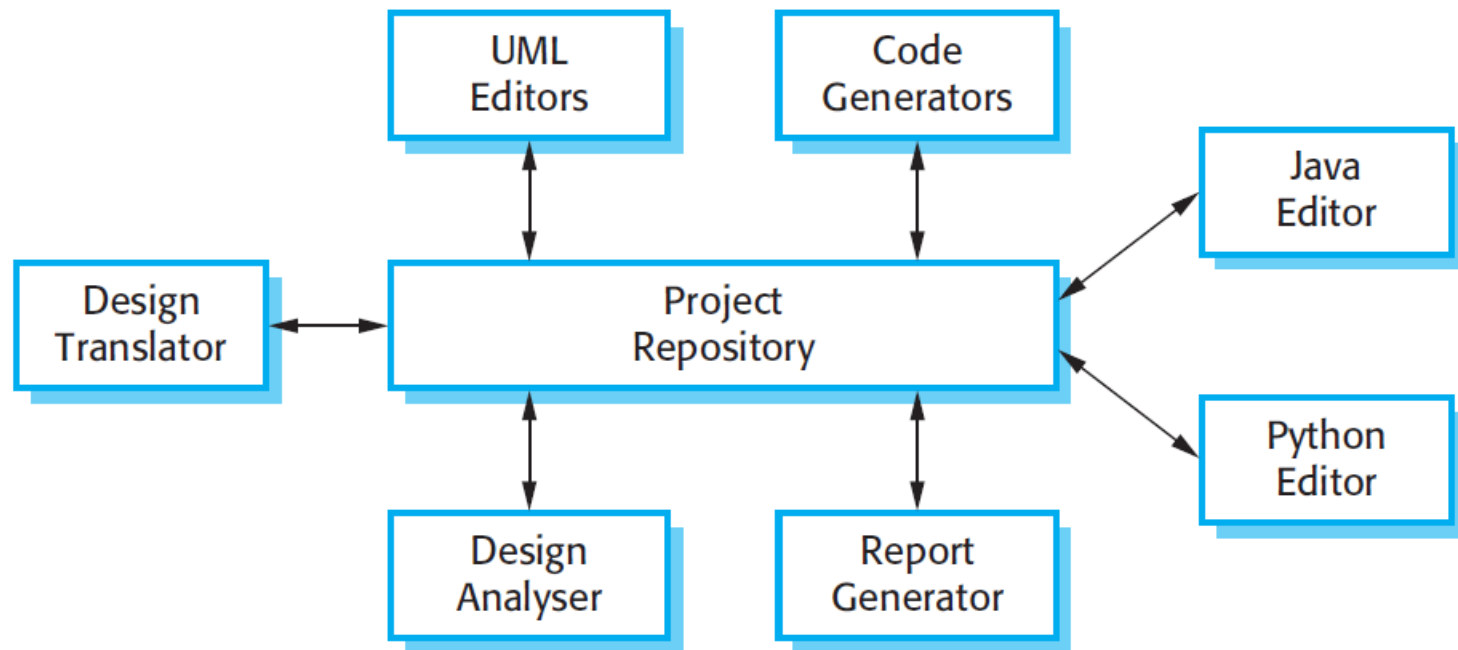 UML
Editors
Code
Generators
Java
Editor
Design
Translator
Project
Repository
Python
Editor
Design
Analyser
Report
Generator